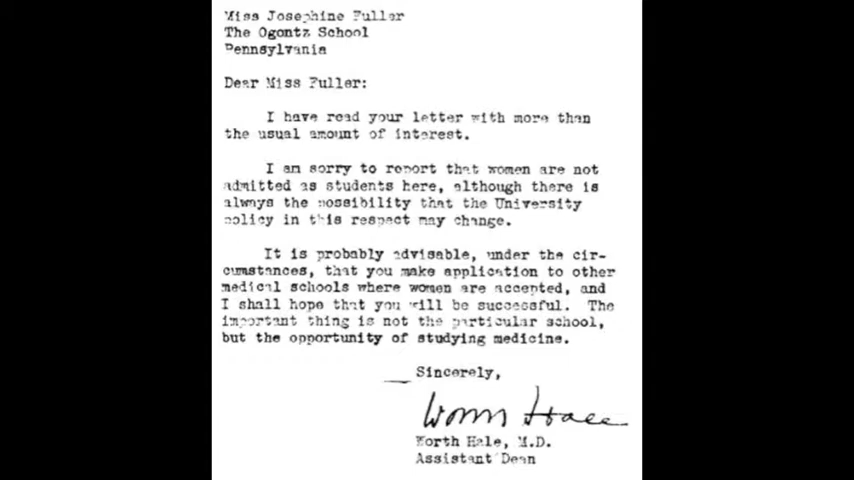 Miss Josephine Fuller
The Ogontz School
Pennsylvania
Dear Miss Fuller:
I have read your letter with more than
the usual amount of interest.
I am sorry to report that women are not
admitted as students here, although there is
always the possibility that the University
policy in this respect may change.
It is probably advisable, under the cir-
cumstances, that you make application to other
medical schools where women are accepted, and
I shall hope that you will be successful. The
important thing is not the particular school,
but the opportunity of studying medicine.
Sincerely,
Worth Hale
Worth Hale, M.D.
Assistant Dean